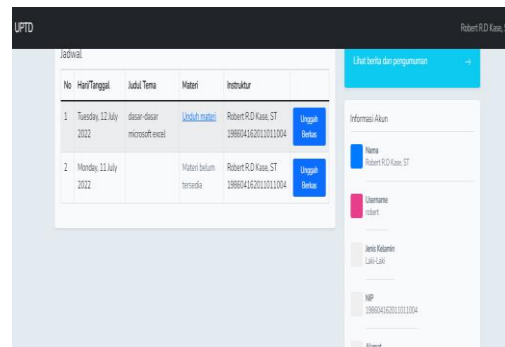 UPTD
Robert R.D Kase, S
Jadwal
No Hari/Tanggal Judul Tema Materi Instruktur
1 Tuesday, 12 July dasar-dasar Unduh materi Robert R.D Kase, ST Unggah
2022 microsoft excel 198604162011011004 Berkas
2 Monday, 11 July Materi belum Robert R.D Kase, ST Unggah
2022 tersedia 198604162011011004 Berkas
Lihat berita dan pengumuman →
Informasi Akun
Nama
Robert R.D Kase, ST
Username
robert
Jenis Kelamin
Laki-Laki
NIP
198604162011011004
Alamat